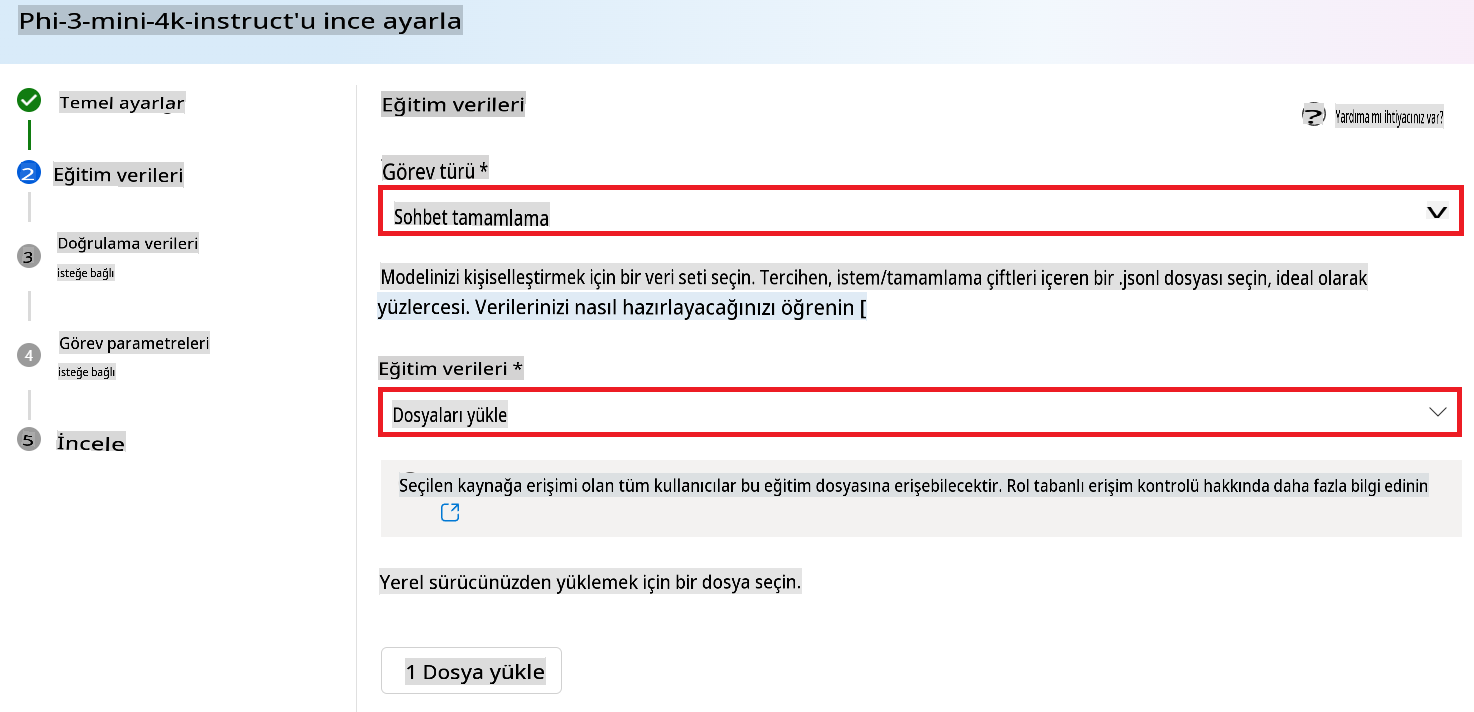 Phi-3-mini-4k-instruct'u ince ayarla
Temel ayarlar
2
Eğitim verileri
3
Doğrulama verileri
isteğe bağlı
4
Görev parametreleri
isteğe bağlı
5
İncele
Eğitim verileri
? Yardıma mı ihtiyacınız var?
Görev türü *
Sohbet tamamlama
Modelinizi kişiselleştirmek için bir veri seti seçin. Tercihen, istem/tamamlama çiftleri içeren bir .jsonl dosyası seçin, ideal olarak
yüzlercesi. Verilerinizi nasıl hazırlayacağınızı öğrenin [
Eğitim verileri *
Dosyaları yükle
Seçilen kaynağa erişimi olan tüm kullanıcılar bu eğitim dosyasına erişebilecektir. Rol tabanlı erişim kontrolü hakkında daha fazla bilgi edinin
Yerel sürücünüzden yüklemek için bir dosya seçin.
1 Dosya yükle